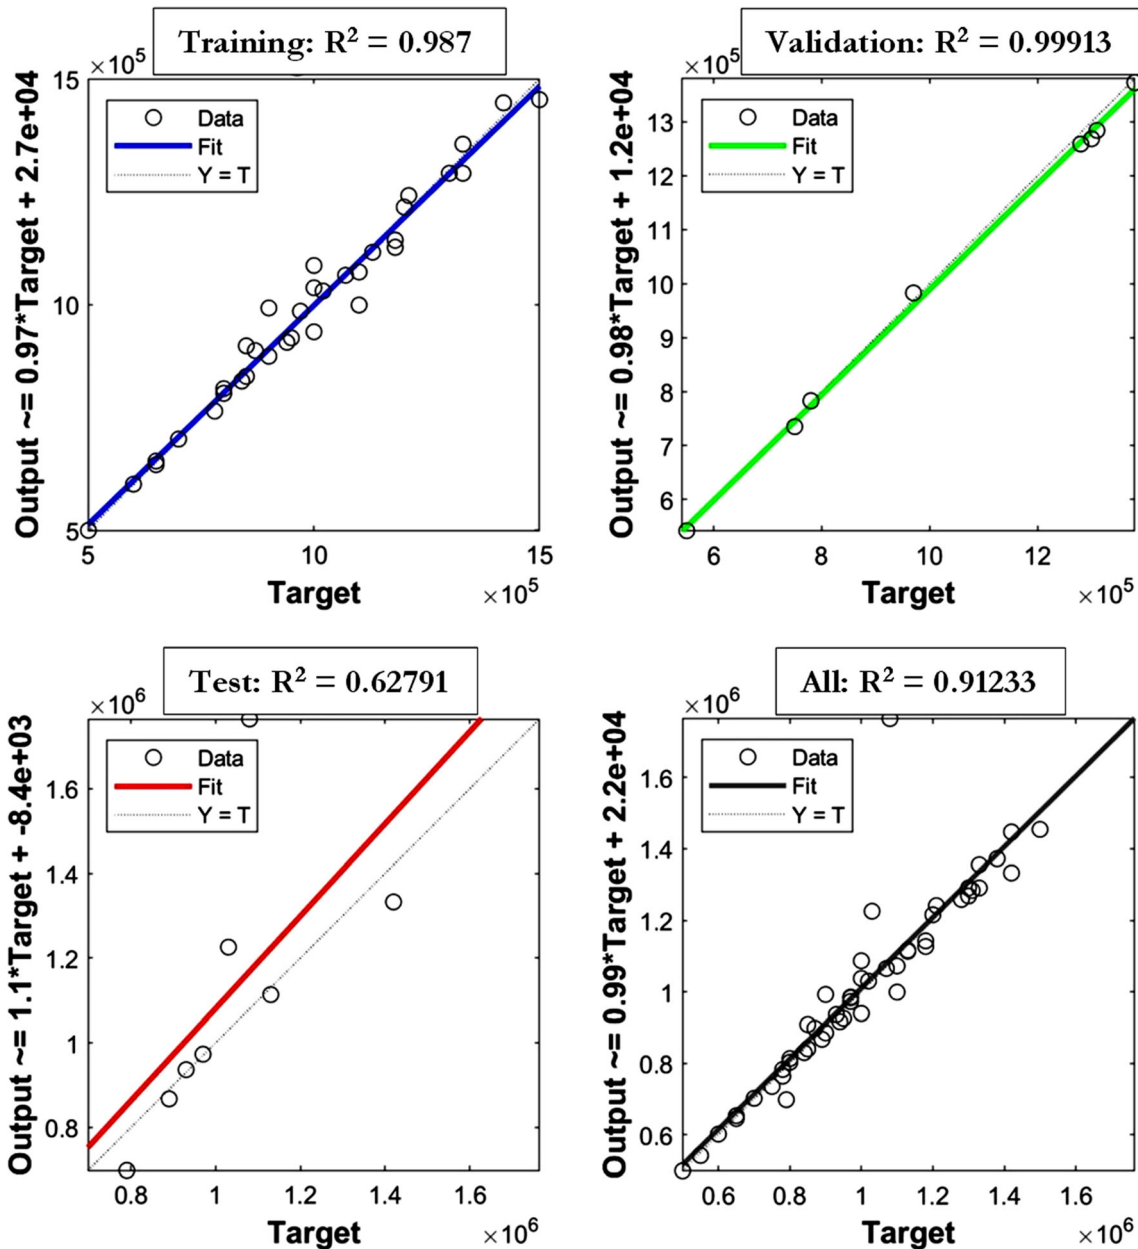 Training: R² = 0.987
×10⁵
Output ~= 0.97*Target + 2.7e+04
15
10
5
Data
Fit
Y = T
5 10 15
Target
×10⁵
Validation: R² = 0.99913
×10⁵
Output ~= 0.98*Target + 1.2e+04
13
12
11
10
9
8
7
6
Data
Fit
Y = T
6 8 10 12
Target
×10⁵
Test: R² = 0.62791
×10⁶
Output ~= 1.1*Target + -8.4e+03
1.6
1.4
1.2
1
0.8
Data
Fit
Y = T
0.8 1 1.2 1.4 1.6
Target
×10⁶
All: R² = 0.91233
×10⁶
Output ~= 0.99*Target + 2.2e+04
1.6
1.4
1.2
1
0.8
0.6
Data
Fit
Y = T
0.6 0.8 1 1.2 1.4 1.6
Target
×10⁶